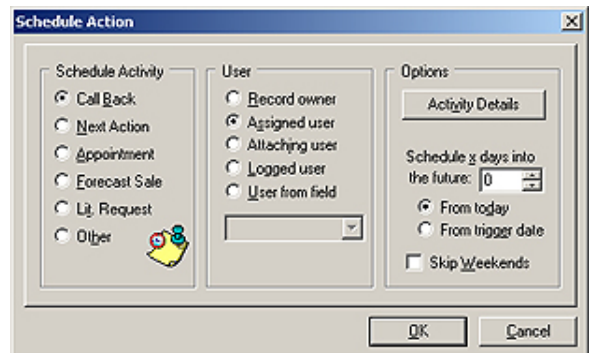 Schedule Action
Schedule Activity
Call Back
Next Action
Appointment
Forecast Sale
Lit. Request
Other
User
Record owner
Assigned user
Attaching user
Logged user
User from field
Options
Activity Details
Schedule x days into
the future: 0
From today
From trigger date
Skip Weekends
OK
Cancel